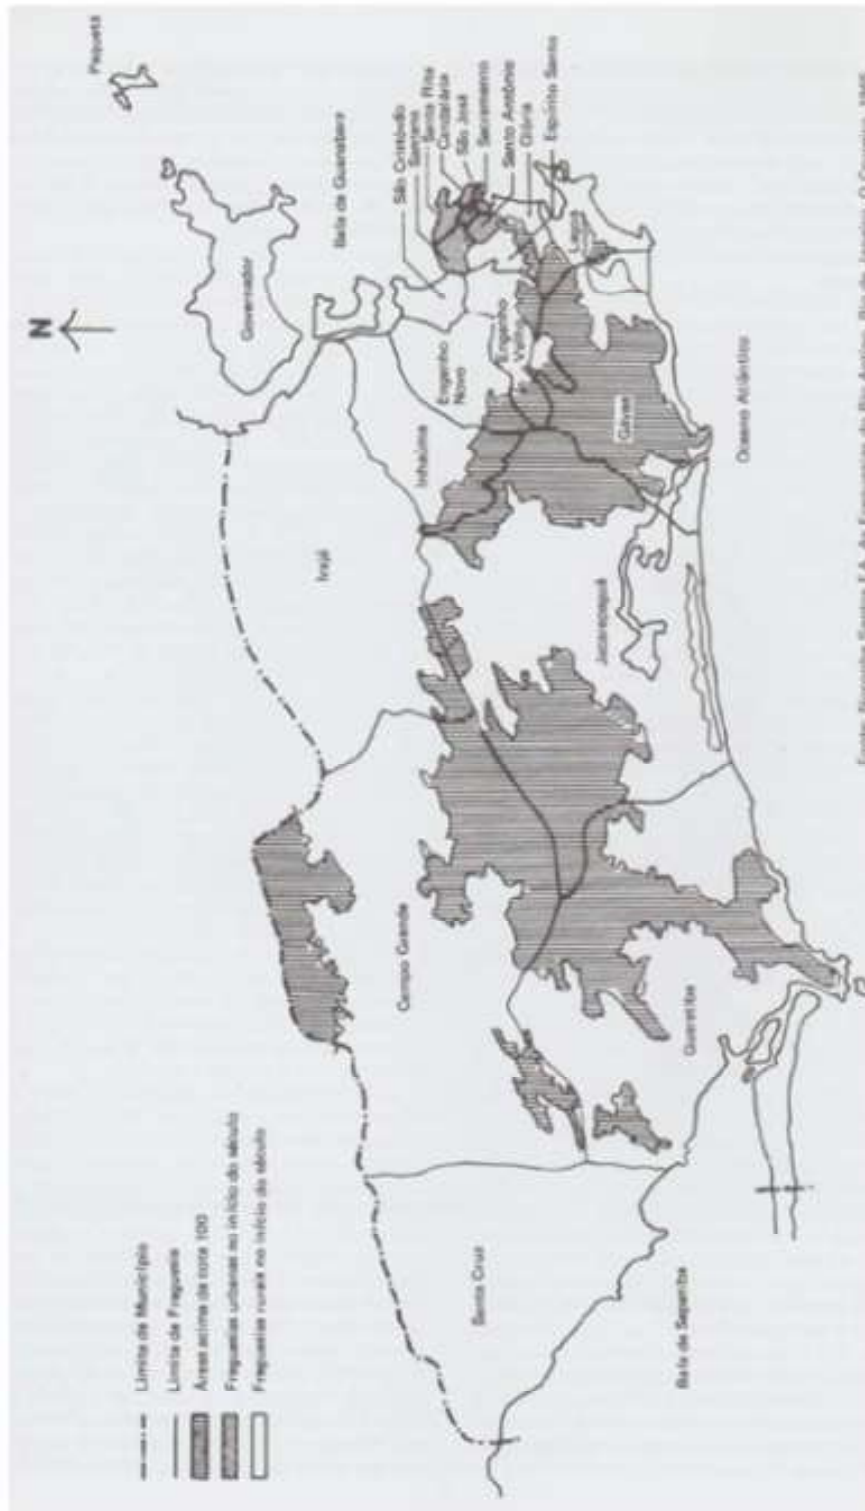 N
Limite de Município
Limite de Freguesia
Áreas acima da cota 100
Freguesias urbanas no início do século
Freguesias rurais no início do século
Paquetá
Governador
Baía de Guanabara
São Cristóvão
Santana
Santa Rita
Candelária
São José
Sacramento
Santo Antônio
Glória
Espírito Santo
Lagoa
Engenho Velho
Engenho Novo
Inhaúma
Irajá
Gávea
Jacarepaguá
Campo Grande
Guaratiba
Santa Cruz
Oceano Atlântico
Baía de Sepetiba